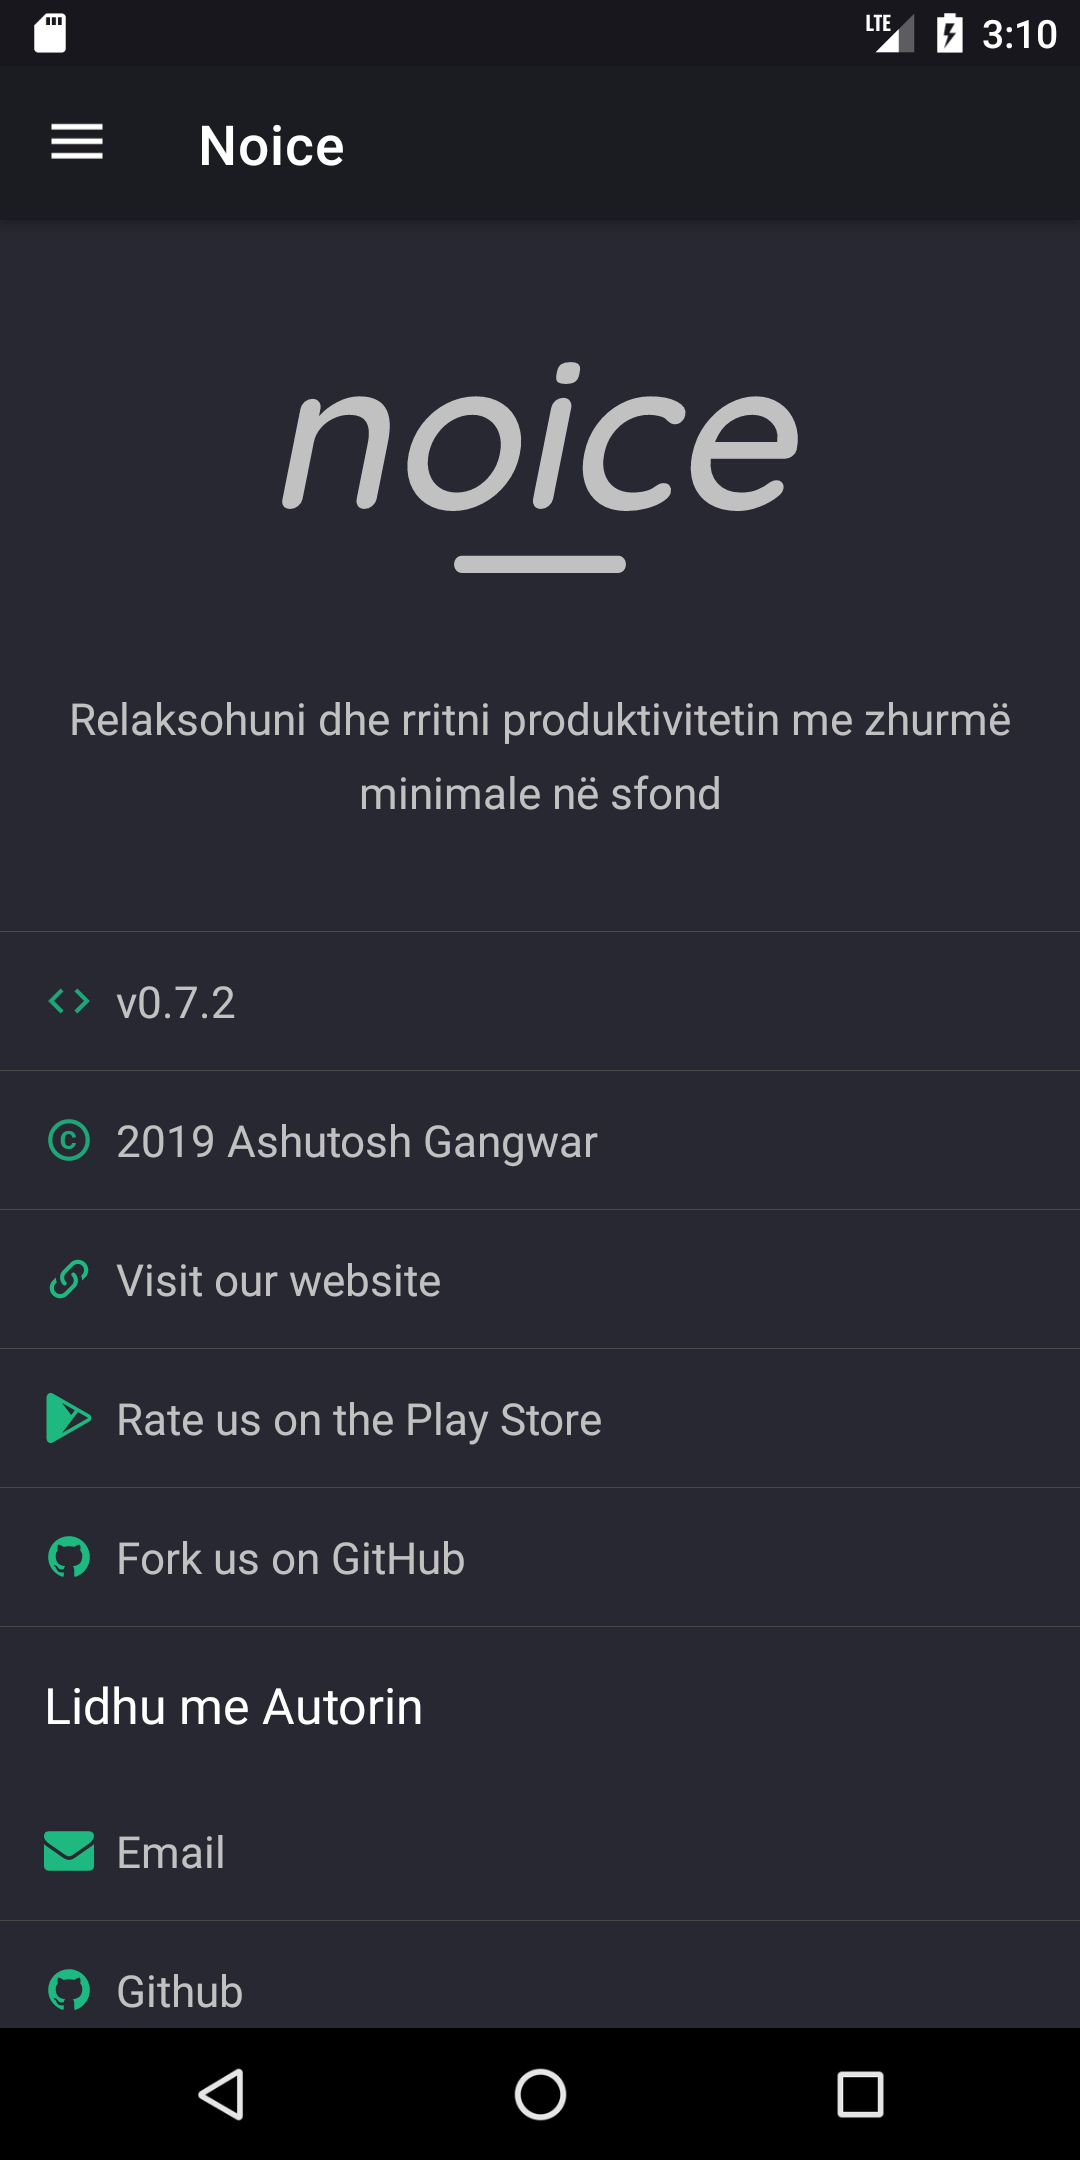 LTE 3:10
Noice
noice
Relaksohuni dhe rritni produktivitetin me zhurmë
minimale në sfond
v0.7.2
2019 Ashutosh Gangwar
Visit our website
Rate us on the Play Store
Fork us on GitHub
Lidhu me Autorin
Email
Github